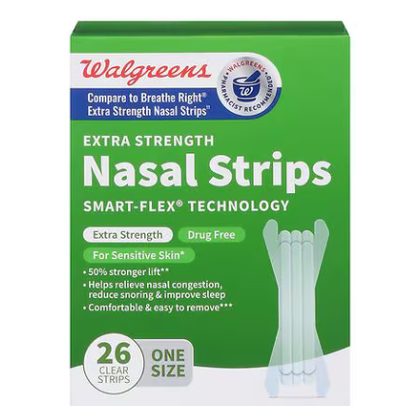 Walgreens
Compare to Breathe Right®
Extra Strength Nasal Strips**
WALGREENS
PHARMACIST RECOMMENDED
W
EXTRA STRENGTH
Nasal Strips
SMART-FLEX® TECHNOLOGY
Extra Strength
Drug Free
For Sensitive Skin*
• 50% stronger lift**
• Helps relieve nasal congestion,
reduce snoring & improve sleep
• Comfortable & easy to remove***
26
CLEAR
STRIPS
ONE
SIZE